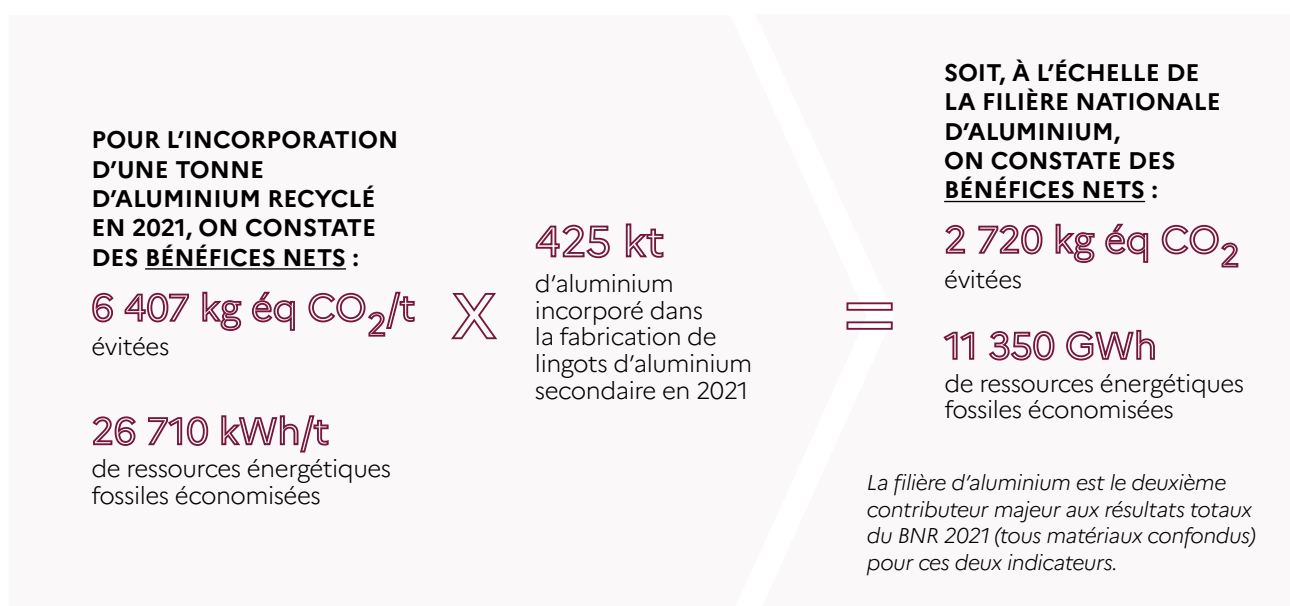 POUR L’INCORPORATION
D’UNE TONNE
D’ALUMINIUM RECYCLÉ
EN 2021, ON CONSTATE
DES BÉNÉFICES NETS :
6 407 kg éq CO₂/t
évitées
26 710 kWh/t
de ressources énergétiques
fossiles économisées
X
425 kt
d’aluminium
incorporé dans
la fabrication de
lingots d’aluminium
secondaire en 2021
=
SOIT, À L’ÉCHELLE DE
LA FILIÈRE NATIONALE
D’ALUMINIUM,
ON CONSTATE DES
BÉNÉFICES NETS :
2 720 kg éq CO₂
évitées
11 350 GWh
de ressources énergétiques
fossiles économisées
La filière d’aluminium est le deuxième
contributeur majeur aux résultats totaux
du BNR 2021 (tous matériaux confondus)
pour ces deux indicateurs.